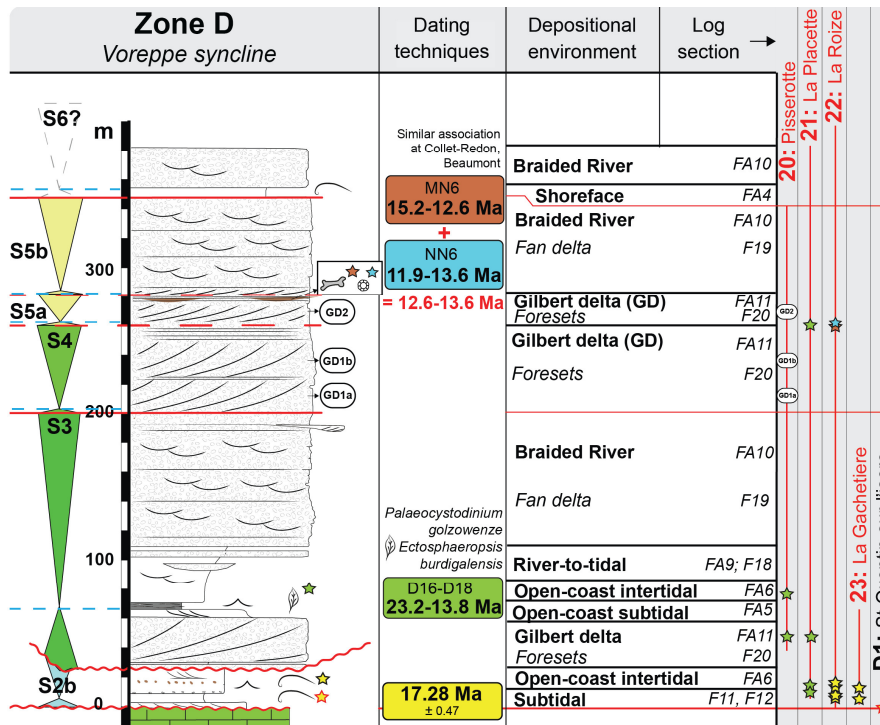 Zone D
Voreppe syncline
Dating
techniques
Depositional
environment
Log
section
20: Pisserotte
21: La Placette
22: La Roize
S6?
m
Similar association
at Collet-Redon,
Beaumont
Braided River FA10
MN6
15.2-12.6 Ma
Shoreface FA4
Braided River FA10
+
S5b
Fan delta F19
NN6
11.9-13.6 Ma
300
= 12.6-13.6 Ma
Gilbert delta (GD) FA11
S5a
GD2
Foresets F20
GD2
S4
Gilbert delta (GD) FA11
GD1b
GD1b
Foresets F20
GD1a
GD1a
200
S3
Braided River FA10
Fan delta F19
Palaeocystodinium
golzowenze
Ectosphaeropsis
burdigalensis
100
River-to-tidal FA9; F18
D16-D18
23.2-13.8 Ma
Open-coast intertidal FA6
Open-coast subtidal FA5
Gilbert delta FA11
Foresets F20
23: La Gachetiere
S2b
Open-coast intertidal FA6
17.28 Ma
± 0.47
Subtidal F11, F12
0